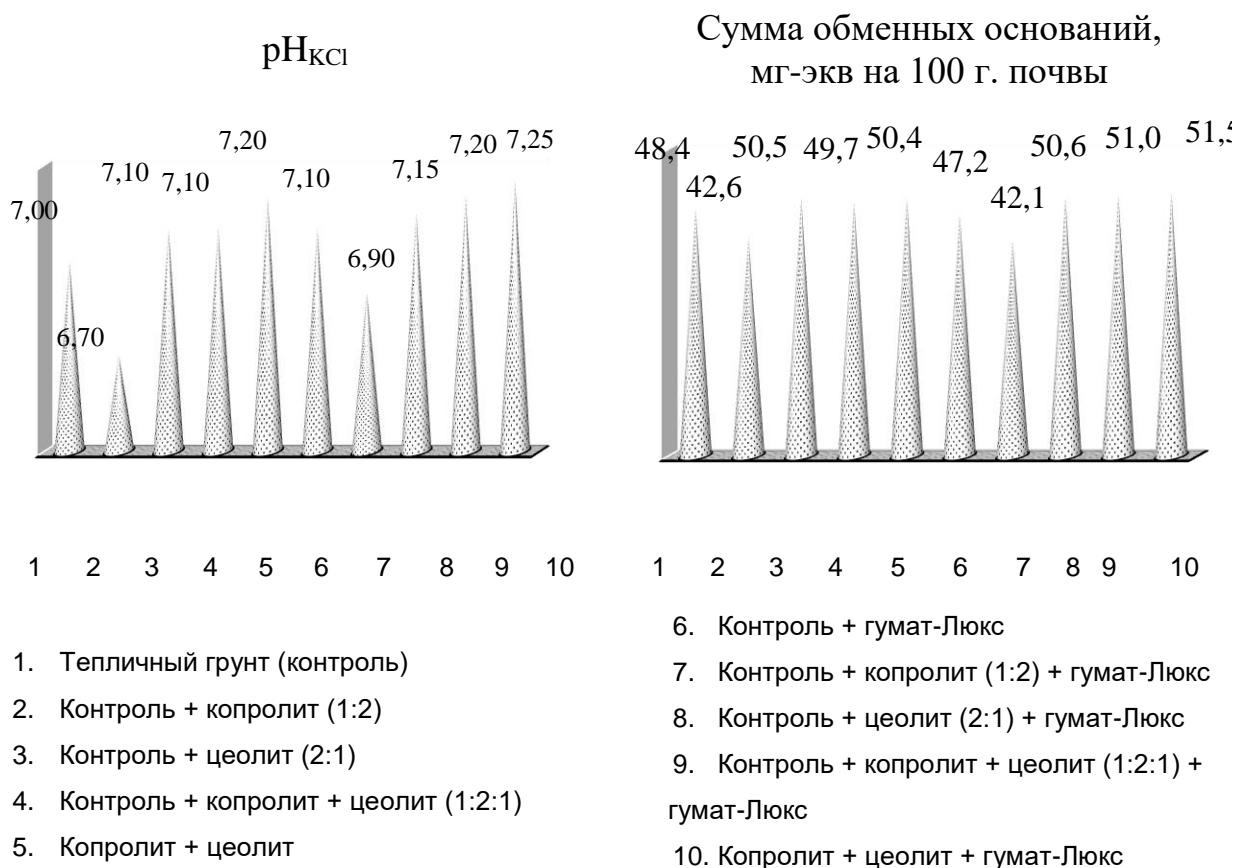 pHKCl
7,00
6,70
7,10
7,10
7,20
7,10
6,90
7,15
7,20
7,25
1 2 3 4 5 6 7 8 9 10
Сумма обменных оснований,
мг-экв на 100 г. почвы
48,4
42,6
50,5
49,7
50,4
47,2
42,1
50,6
51,0
51,5
1 2 3 4 5 6 7 8 9 10
1. Тепличный грунт (контроль)
2. Контроль + копролит (1:2)
3. Контроль + цеолит (2:1)
4. Контроль + копролит + цеолит (1:2:1)
5. Копролит + цеолит
6. Контроль + гумат-Люкс
7. Контроль + копролит (1:2) + гумат-Люкс
8. Контроль + цеолит (2:1) + гумат-Люкс
9. Контроль + копролит + цеолит (1:2:1) +
гумат-Люкс
10. Копролит + цеолит + гумат-Люкс